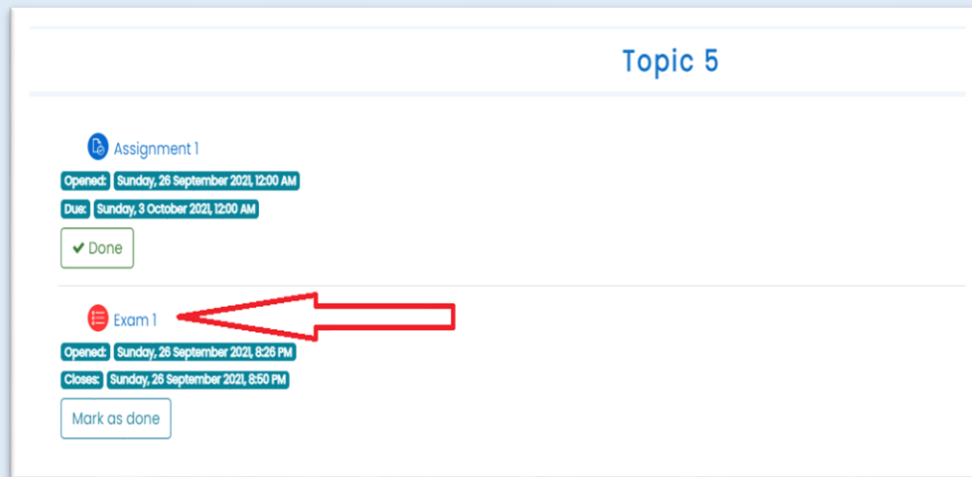 Topic 5
Assignment 1
Opened: Sunday, 26 September 2021, 12:00 AM
Due: Sunday, 3 October 2021, 12:00 AM
Done
Exam 1
Opened: Sunday, 26 September 2021, 8:26 PM
Closes: Sunday, 26 September 2021, 8:50 PM
Mark as done